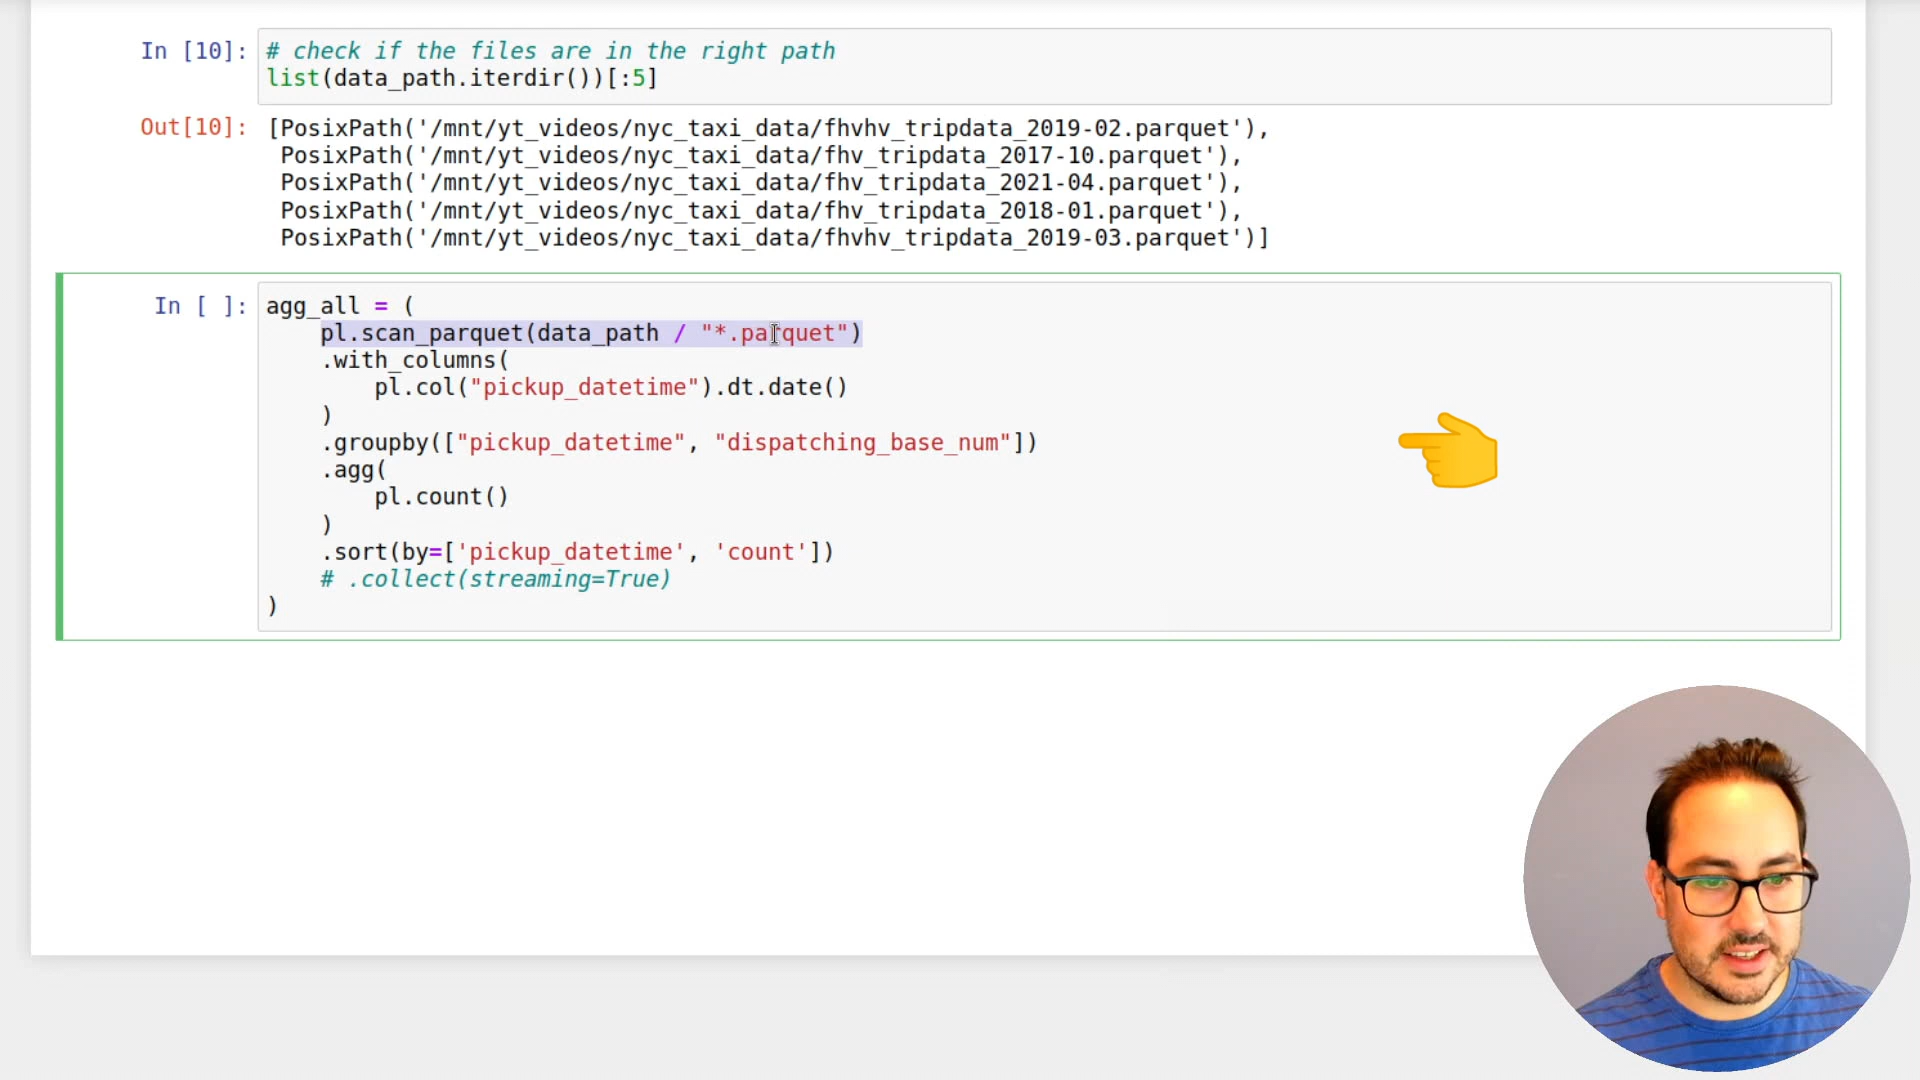 In [10]:
# check if the files are in the right path
list(data_path.iterdir())[:5]
Out[10]:
[PosixPath('/mnt/yt_videos/nyc_taxi_data/fhvhv_tripdata_2019-02.parquet'),
 PosixPath('/mnt/yt_videos/nyc_taxi_data/fhv_tripdata_2017-10.parquet'),
 PosixPath('/mnt/yt_videos/nyc_taxi_data/fhv_tripdata_2021-04.parquet'),
 PosixPath('/mnt/yt_videos/nyc_taxi_data/fhv_tripdata_2018-01.parquet'),
 PosixPath('/mnt/yt_videos/nyc_taxi_data/fhvhv_tripdata_2019-03.parquet')]
In [ ]:
agg_all = (
    pl.scan_parquet(data_path / "*.parquet")
    .with_columns(
        pl.col("pickup_datetime").dt.date()
    )
    .groupby(["pickup_datetime", "dispatching_base_num"])
    .agg(
        pl.count()
    )
    .sort(by=['pickup_datetime', 'count'])
    # .collect(streaming=True)
)